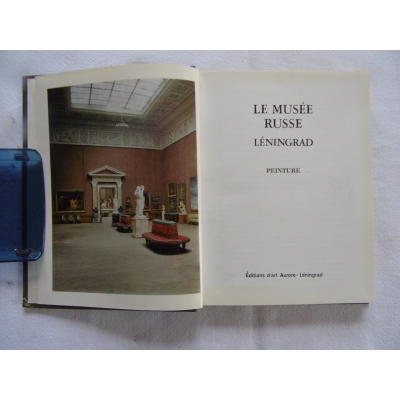 LE MUSÉE
RUSSE
LÉNINGRAD
PEINTURE
Éditions d'art Aurore · Léningrad